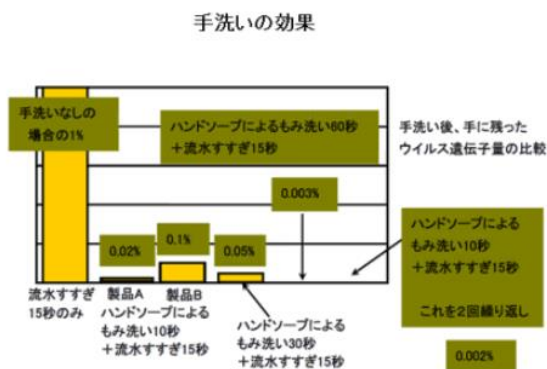 手洗いの効果
手洗いなしの
場合の1%
ハンドソープによるもみ洗い60秒
+流水すすぎ15秒
手洗い後、手に残った
ウイルス遺伝子量の比較
0.003%
ハンドソープによる
もみ洗い10秒
+流水すすぎ15秒
これを2回繰り返し
0.02%
0.1%
0.05%
流水すすぎ
15秒のみ
製品A
製品B
ハンドソープによる
もみ洗い10秒
+流水すすぎ15秒
ハンドソープによる
もみ洗い30秒
+流水すすぎ15秒
0.002%